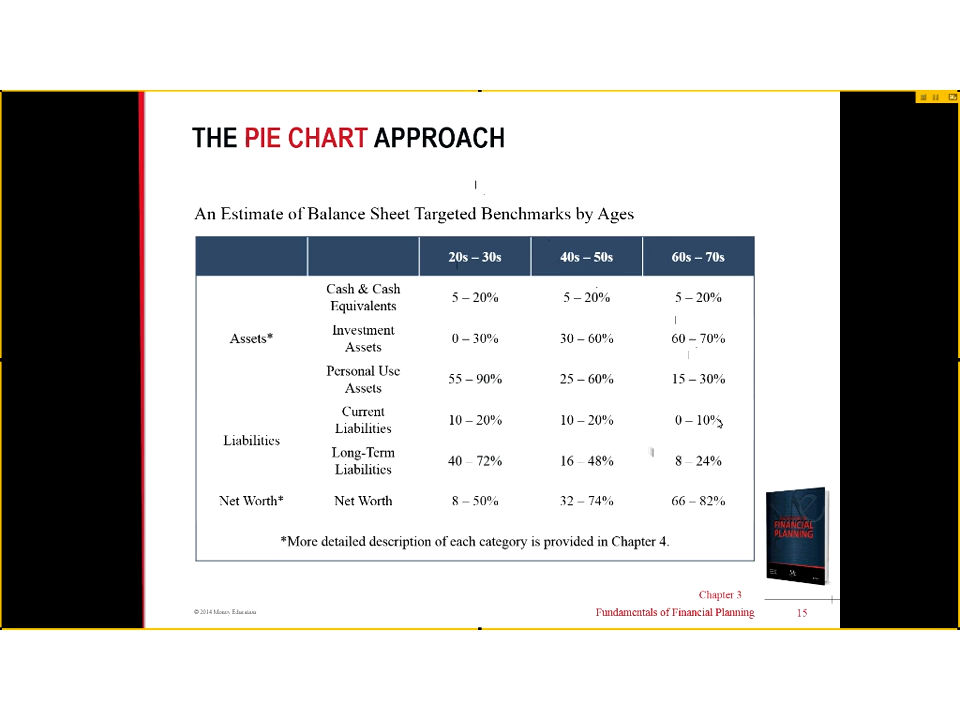 THE PIE CHART APPROACH
An Estimate of Balance Sheet Targeted Benchmarks by Ages
20s – 30s 40s – 50s 60s – 70s
Assets*
Cash & Cash
Equivalents
5 – 20% 5 – 20% 5 – 20%
Investment
Assets
0 – 30% 30 – 60% 60 – 70%
Personal Use
Assets
55 – 90% 25 – 60% 15 – 30%
Liabilities
Current
Liabilities
10 – 20% 10 – 20% 0 – 10%
Long-Term
Liabilities
40 – 72% 16 – 48% 8 – 24%
Net Worth* Net Worth 8 – 50% 32 – 74% 66 – 82%
*More detailed description of each category is provided in Chapter 4.
FINANCIAL
PLANNING
Chapter 3
© 2014 Money Education
Fundamentals of Financial Planning
15